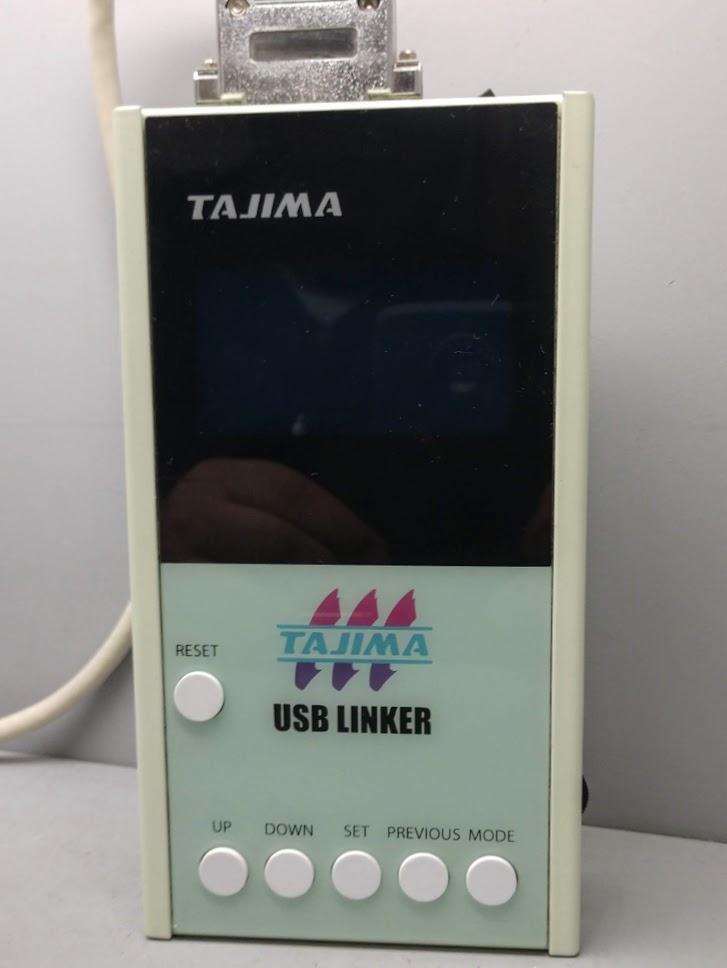 TAJIMA
TAJIMA
USB LINKER
RESET
UP DOWN SET PREVIOUS MODE